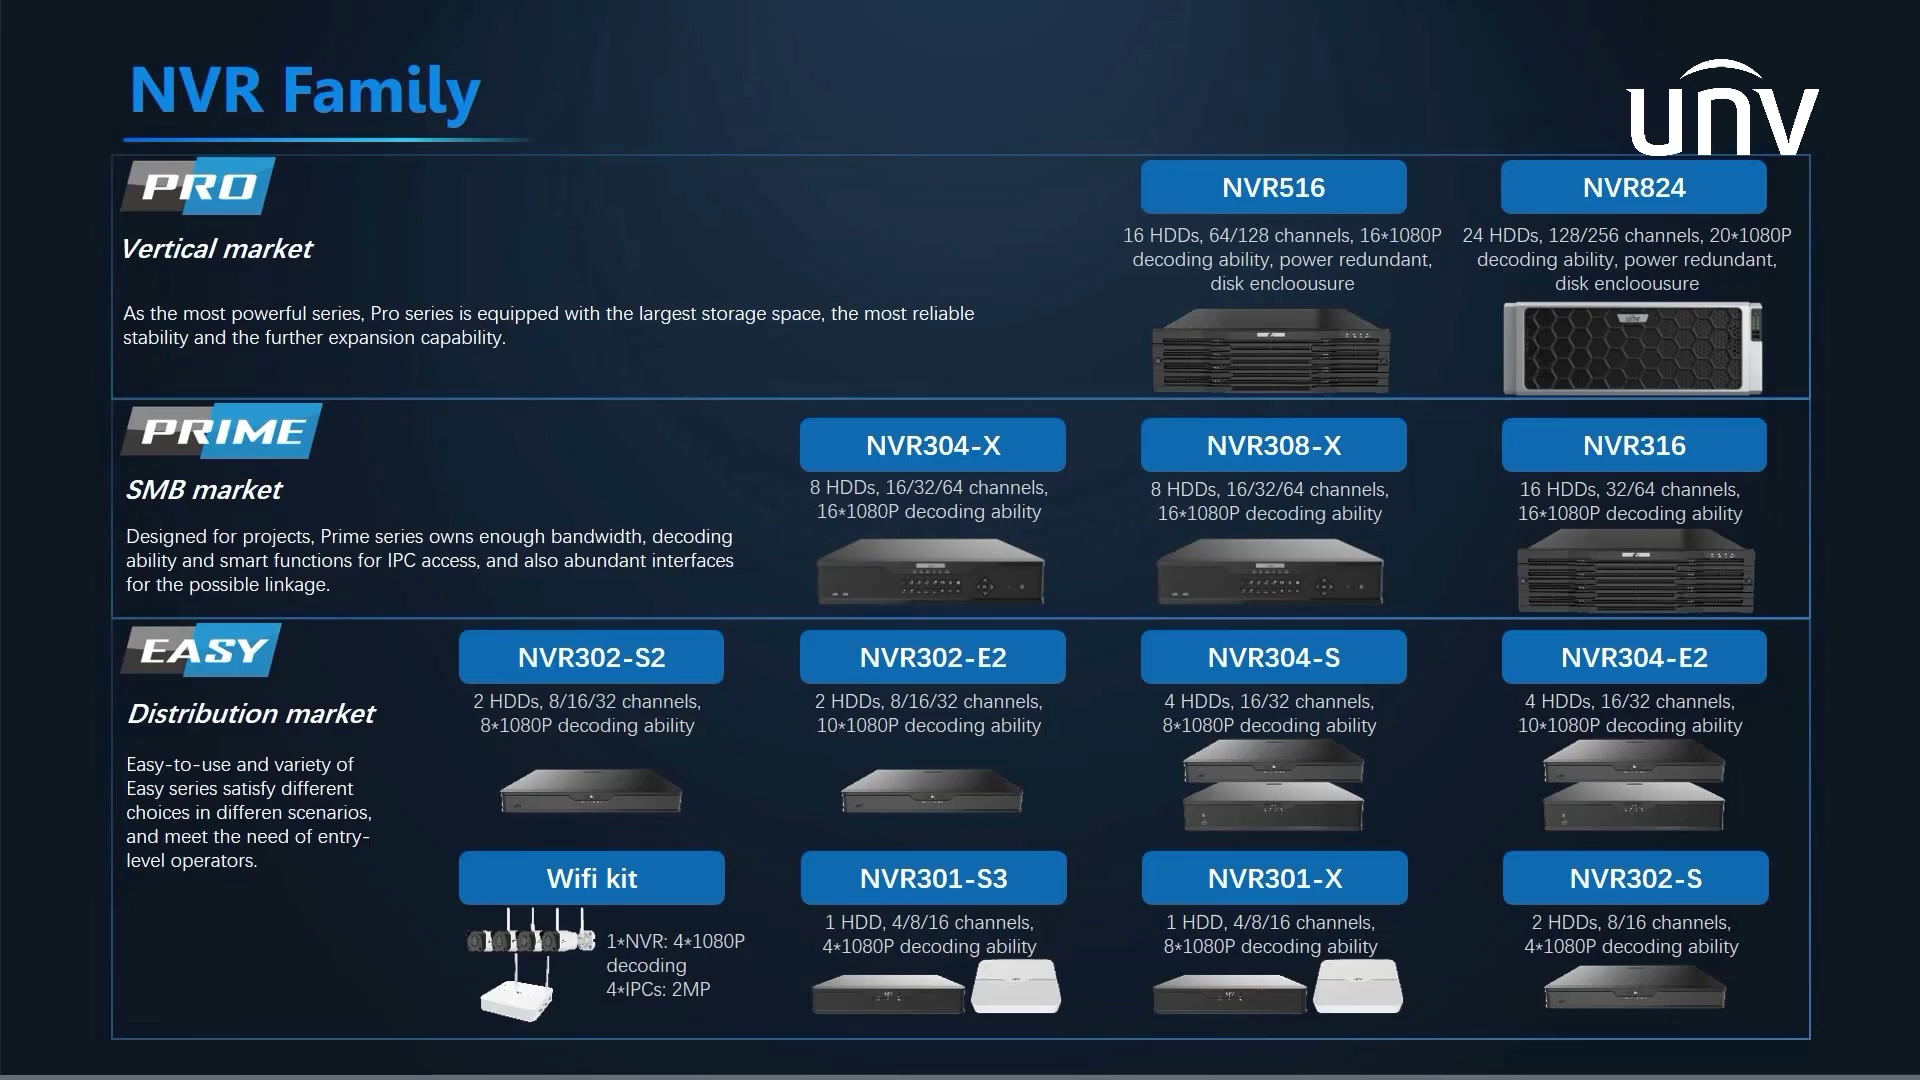 NVR Family
unv
PRO
Vertical market
As the most powerful series, Pro series is equipped with the largest storage space, the most reliable
stability and the further expansion capability.
NVR516
16 HDDs, 64/128 channels, 16*1080P
decoding ability, power redundant,
disk encloousure
NVR824
24 HDDs, 128/256 channels, 20*1080P
decoding ability, power redundant,
disk encloousure
unv
PRIME
SMB market
Designed for projects, Prime series owns enough bandwidth, decoding
ability and smart functions for IPC access, and also abundant interfaces
for the possible linkage.
NVR304-X
8 HDDs, 16/32/64 channels,
16*1080P decoding ability
NVR308-X
8 HDDs, 16/32/64 channels,
16*1080P decoding ability
NVR316
16 HDDs, 32/64 channels,
16*1080P decoding ability
EASY
Distribution market
Easy-to-use and variety of
Easy series satisfy different
choices in differen scenarios,
and meet the need of entry-
level operators.
NVR302-S2
2 HDDs, 8/16/32 channels,
8*1080P decoding ability
NVR302-E2
2 HDDs, 8/16/32 channels,
10*1080P decoding ability
NVR304-S
4 HDDs, 16/32 channels,
8*1080P decoding ability
NVR304-E2
4 HDDs, 16/32 channels,
10*1080P decoding ability
Wifi kit
1*NVR: 4*1080P
decoding
4*IPCs: 2MP
NVR301-S3
1 HDD, 4/8/16 channels,
4*1080P decoding ability
NVR301-X
1 HDD, 4/8/16 channels,
8*1080P decoding ability
NVR302-S
2 HDDs, 8/16 channels,
4*1080P decoding ability